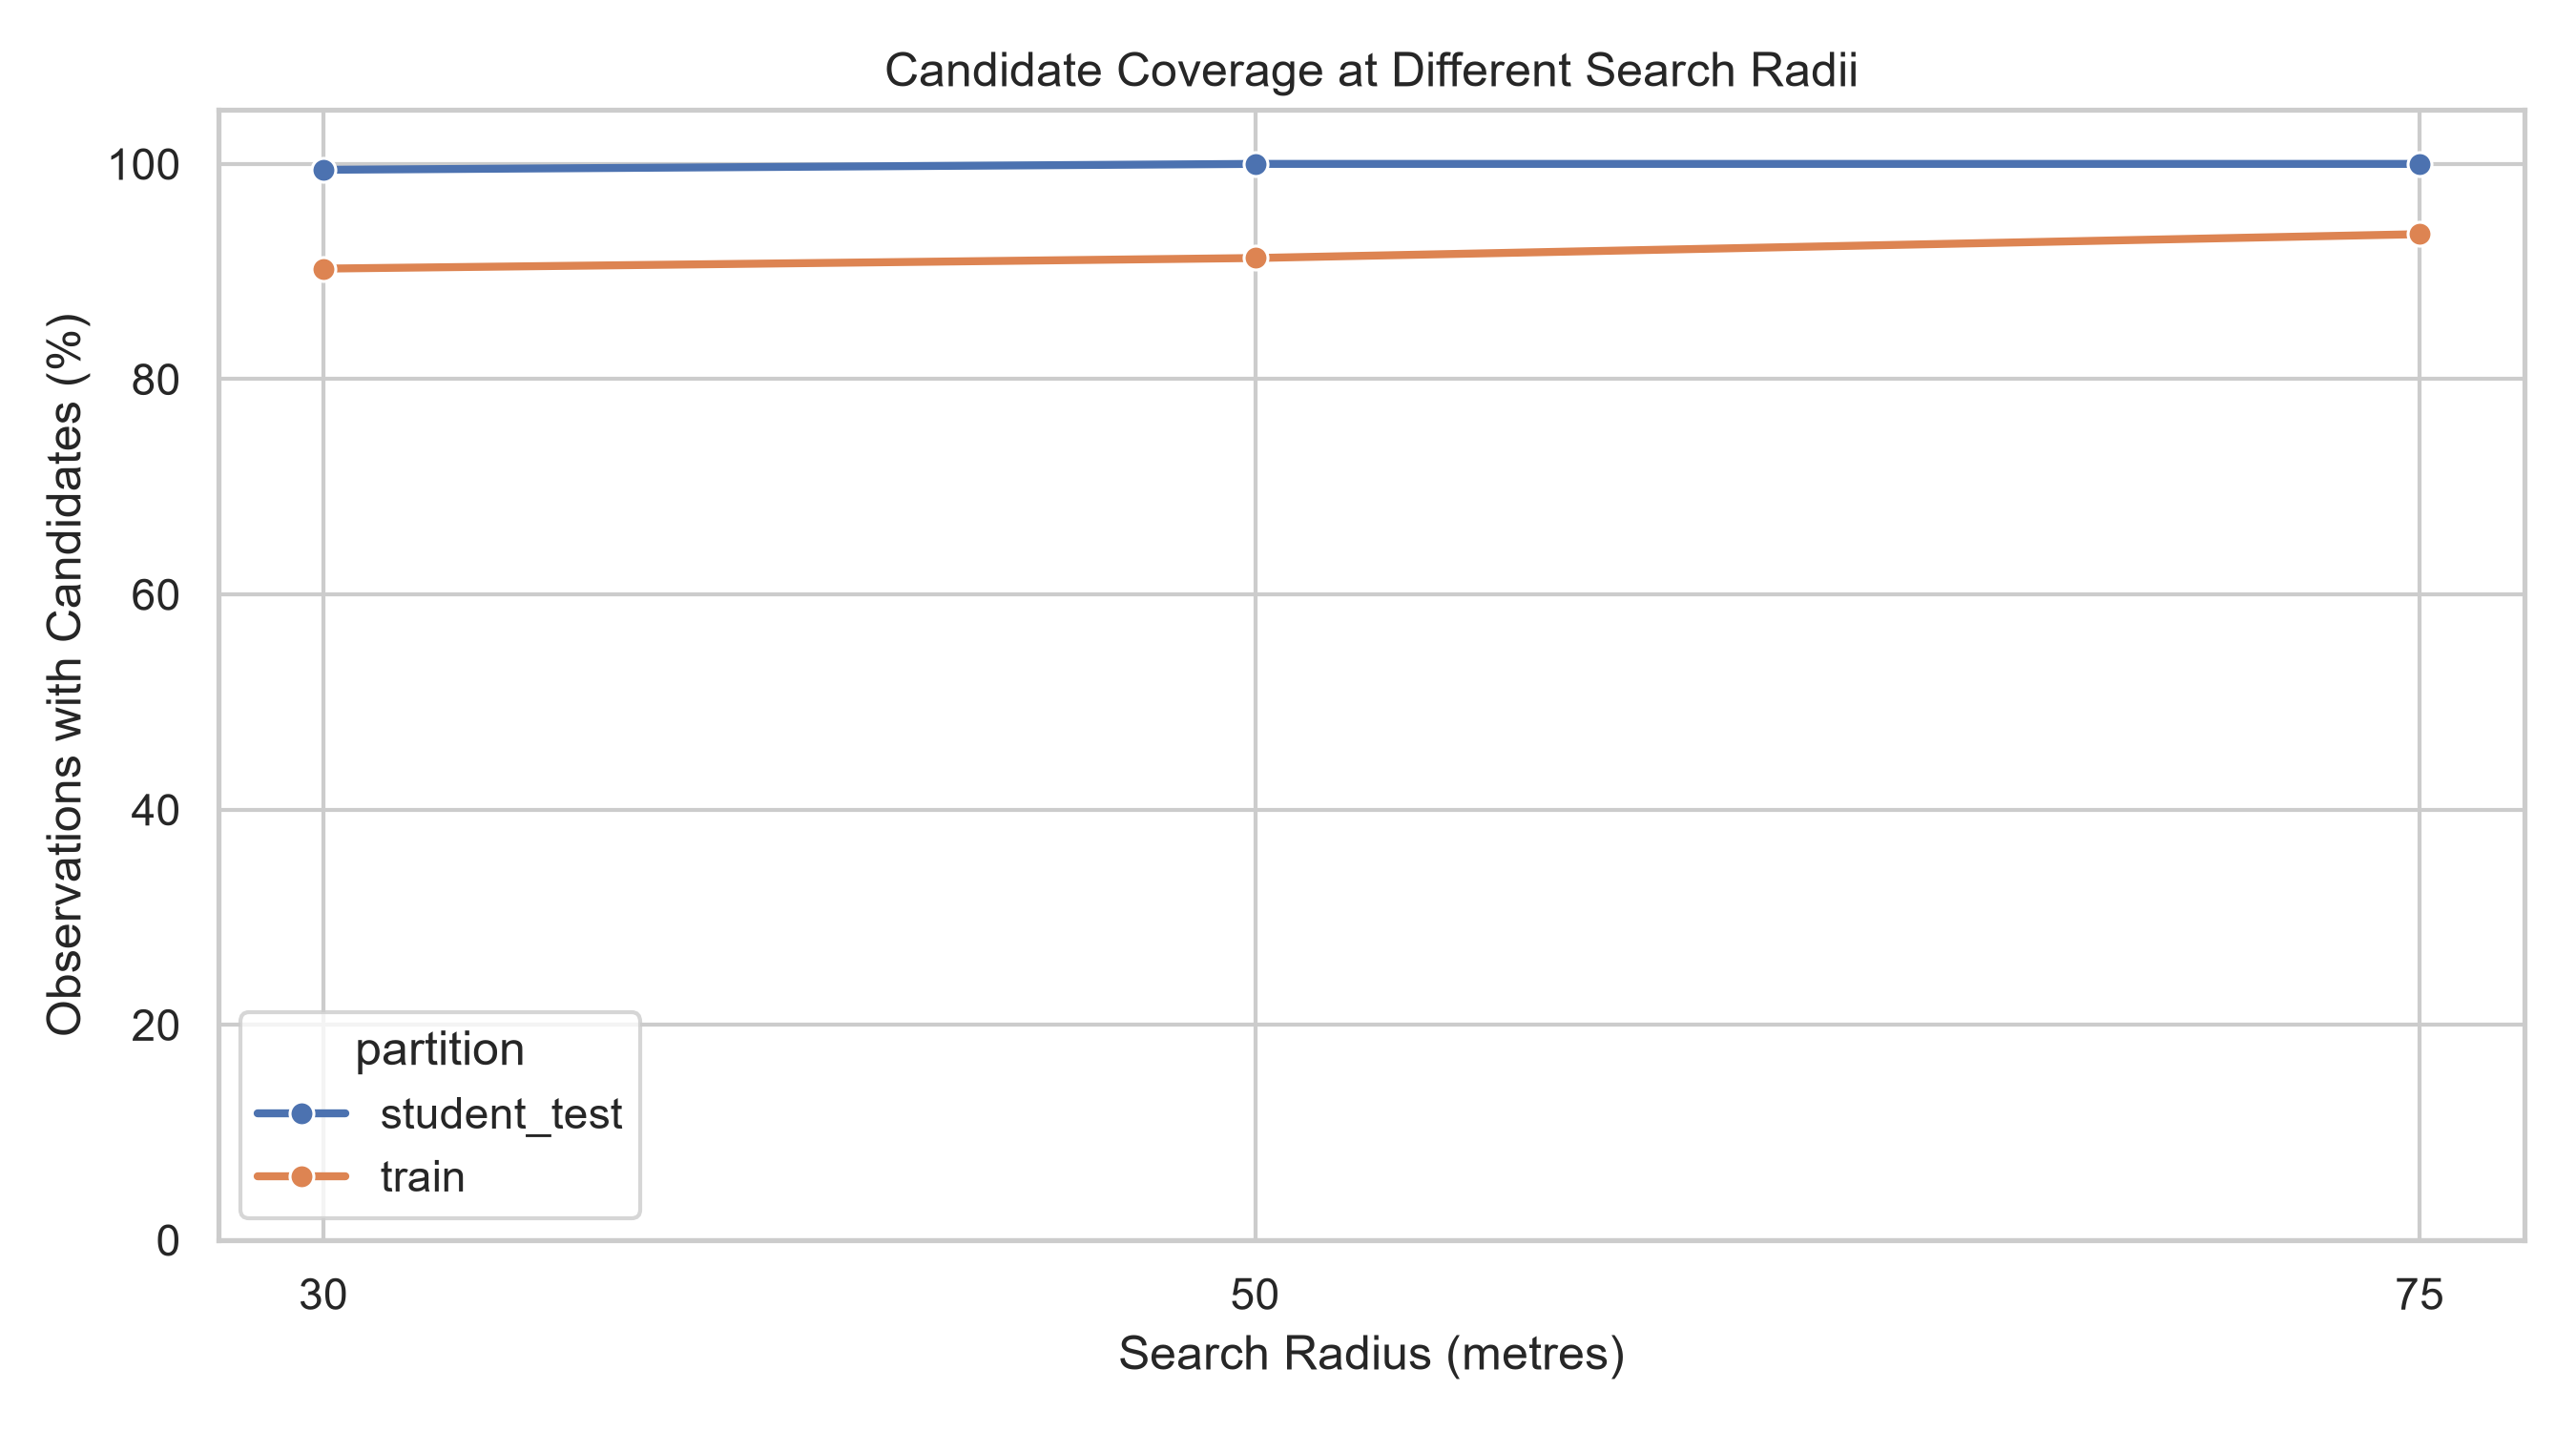 Candidate Coverage at Different Search Radii
Observations with Candidates (%)
100
80
60
40
20
0
partition
student_test
train
30 50 75
Search Radius (metres)